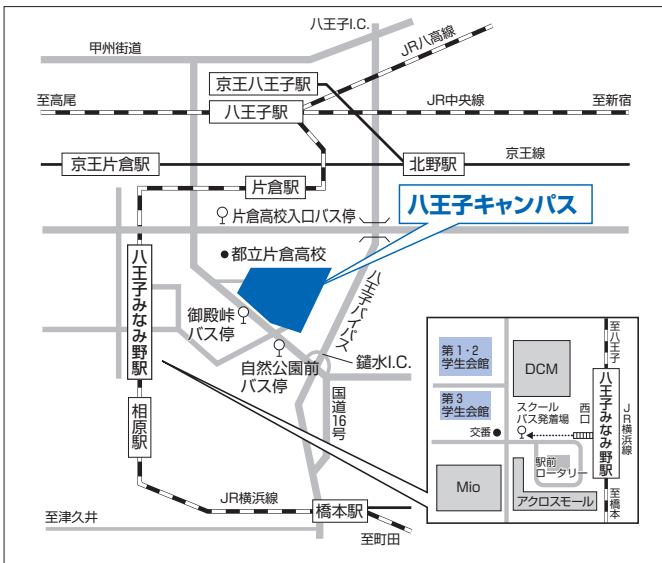 八王子I.C.
甲州街道
JR八高線
京王八王子駅
至高尾
八王子駅
JR中央線
至新宿
京王片倉駅
北野駅
京王線
片倉駅
片倉高校入口バス停
八王子キャンパス
都立片倉高校
八王子みなみ野駅
八王子バイパス
御殿峠
バス停
自然公園前
バス停
鑓水I.C.
国道16号
相原駅
JR横浜線
橋本駅
至津久井
至町田
第1・2
学生会館
DCM
至八王子
第3
学生会館
スクール
バス発着場
西口
八王子みなみ野駅
JR横浜線
交番
駅前
ロータリー
Mio
アクロスモール
至橋本